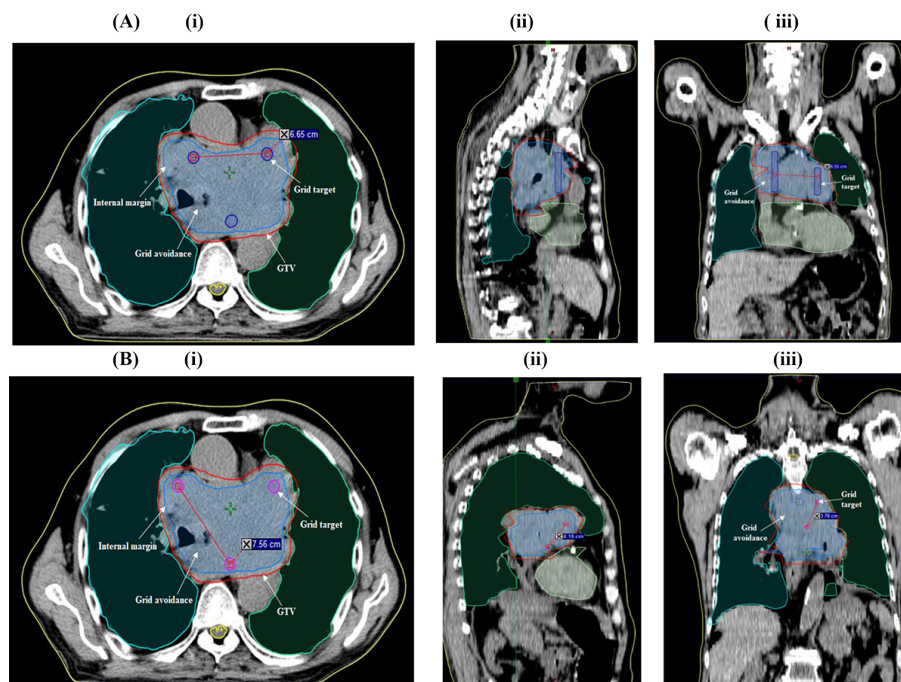 (A) (i) (ii) ( iii)
6.65 cm
Internal margin
Grid target
Grid avoidance
GTV
Grid
avoidance
Grid
target
(B) (i) (ii) (iii)
7.56 cm
Internal margin
Grid target
Grid avoidance
GTV
4.10 cm
3.78 cm
Grid
avoidance
Grid
target